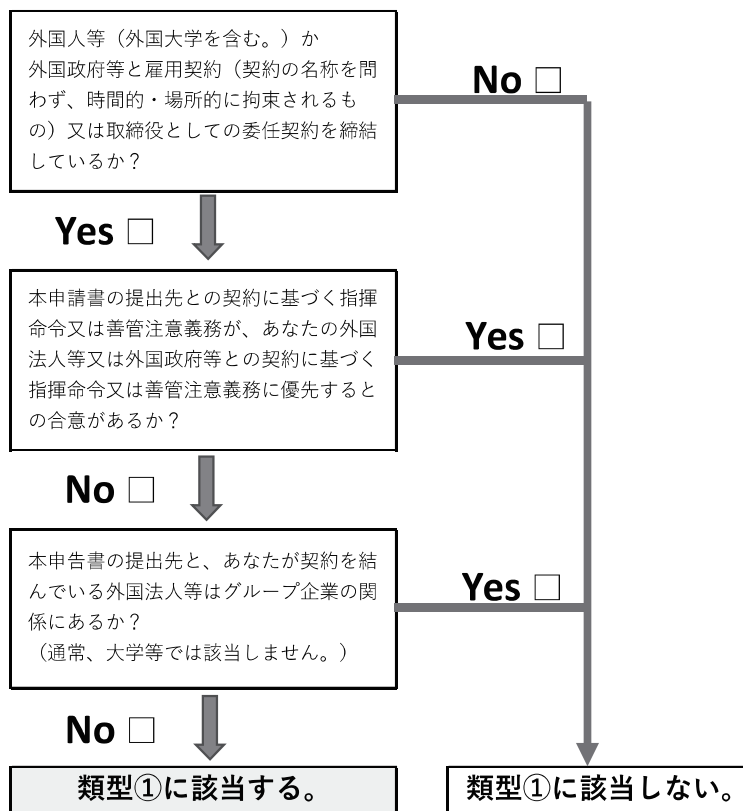 外国人等（外国大学を含む。）か
外国政府等と雇用契約（契約の名称を問
わず、時間的・場所的に拘束されるも
の）又は取締役としての委任契約を締結
しているか？
No □
Yes □
本申請書の提出先との契約に基づく指揮
命令又は善管注意義務が、あなたの外国
法人等又は外国政府等との契約に基づく
指揮命令又は善管注意義務に優先すると
の合意があるか？
Yes □
No □
本申告書の提出先と、あなたが契約を結
んでいる外国法人等はグループ企業の関
係にあるか？
（通常、大学等では該当しません。）
Yes □
No □
類型①に該当する。
類型①に該当しない。